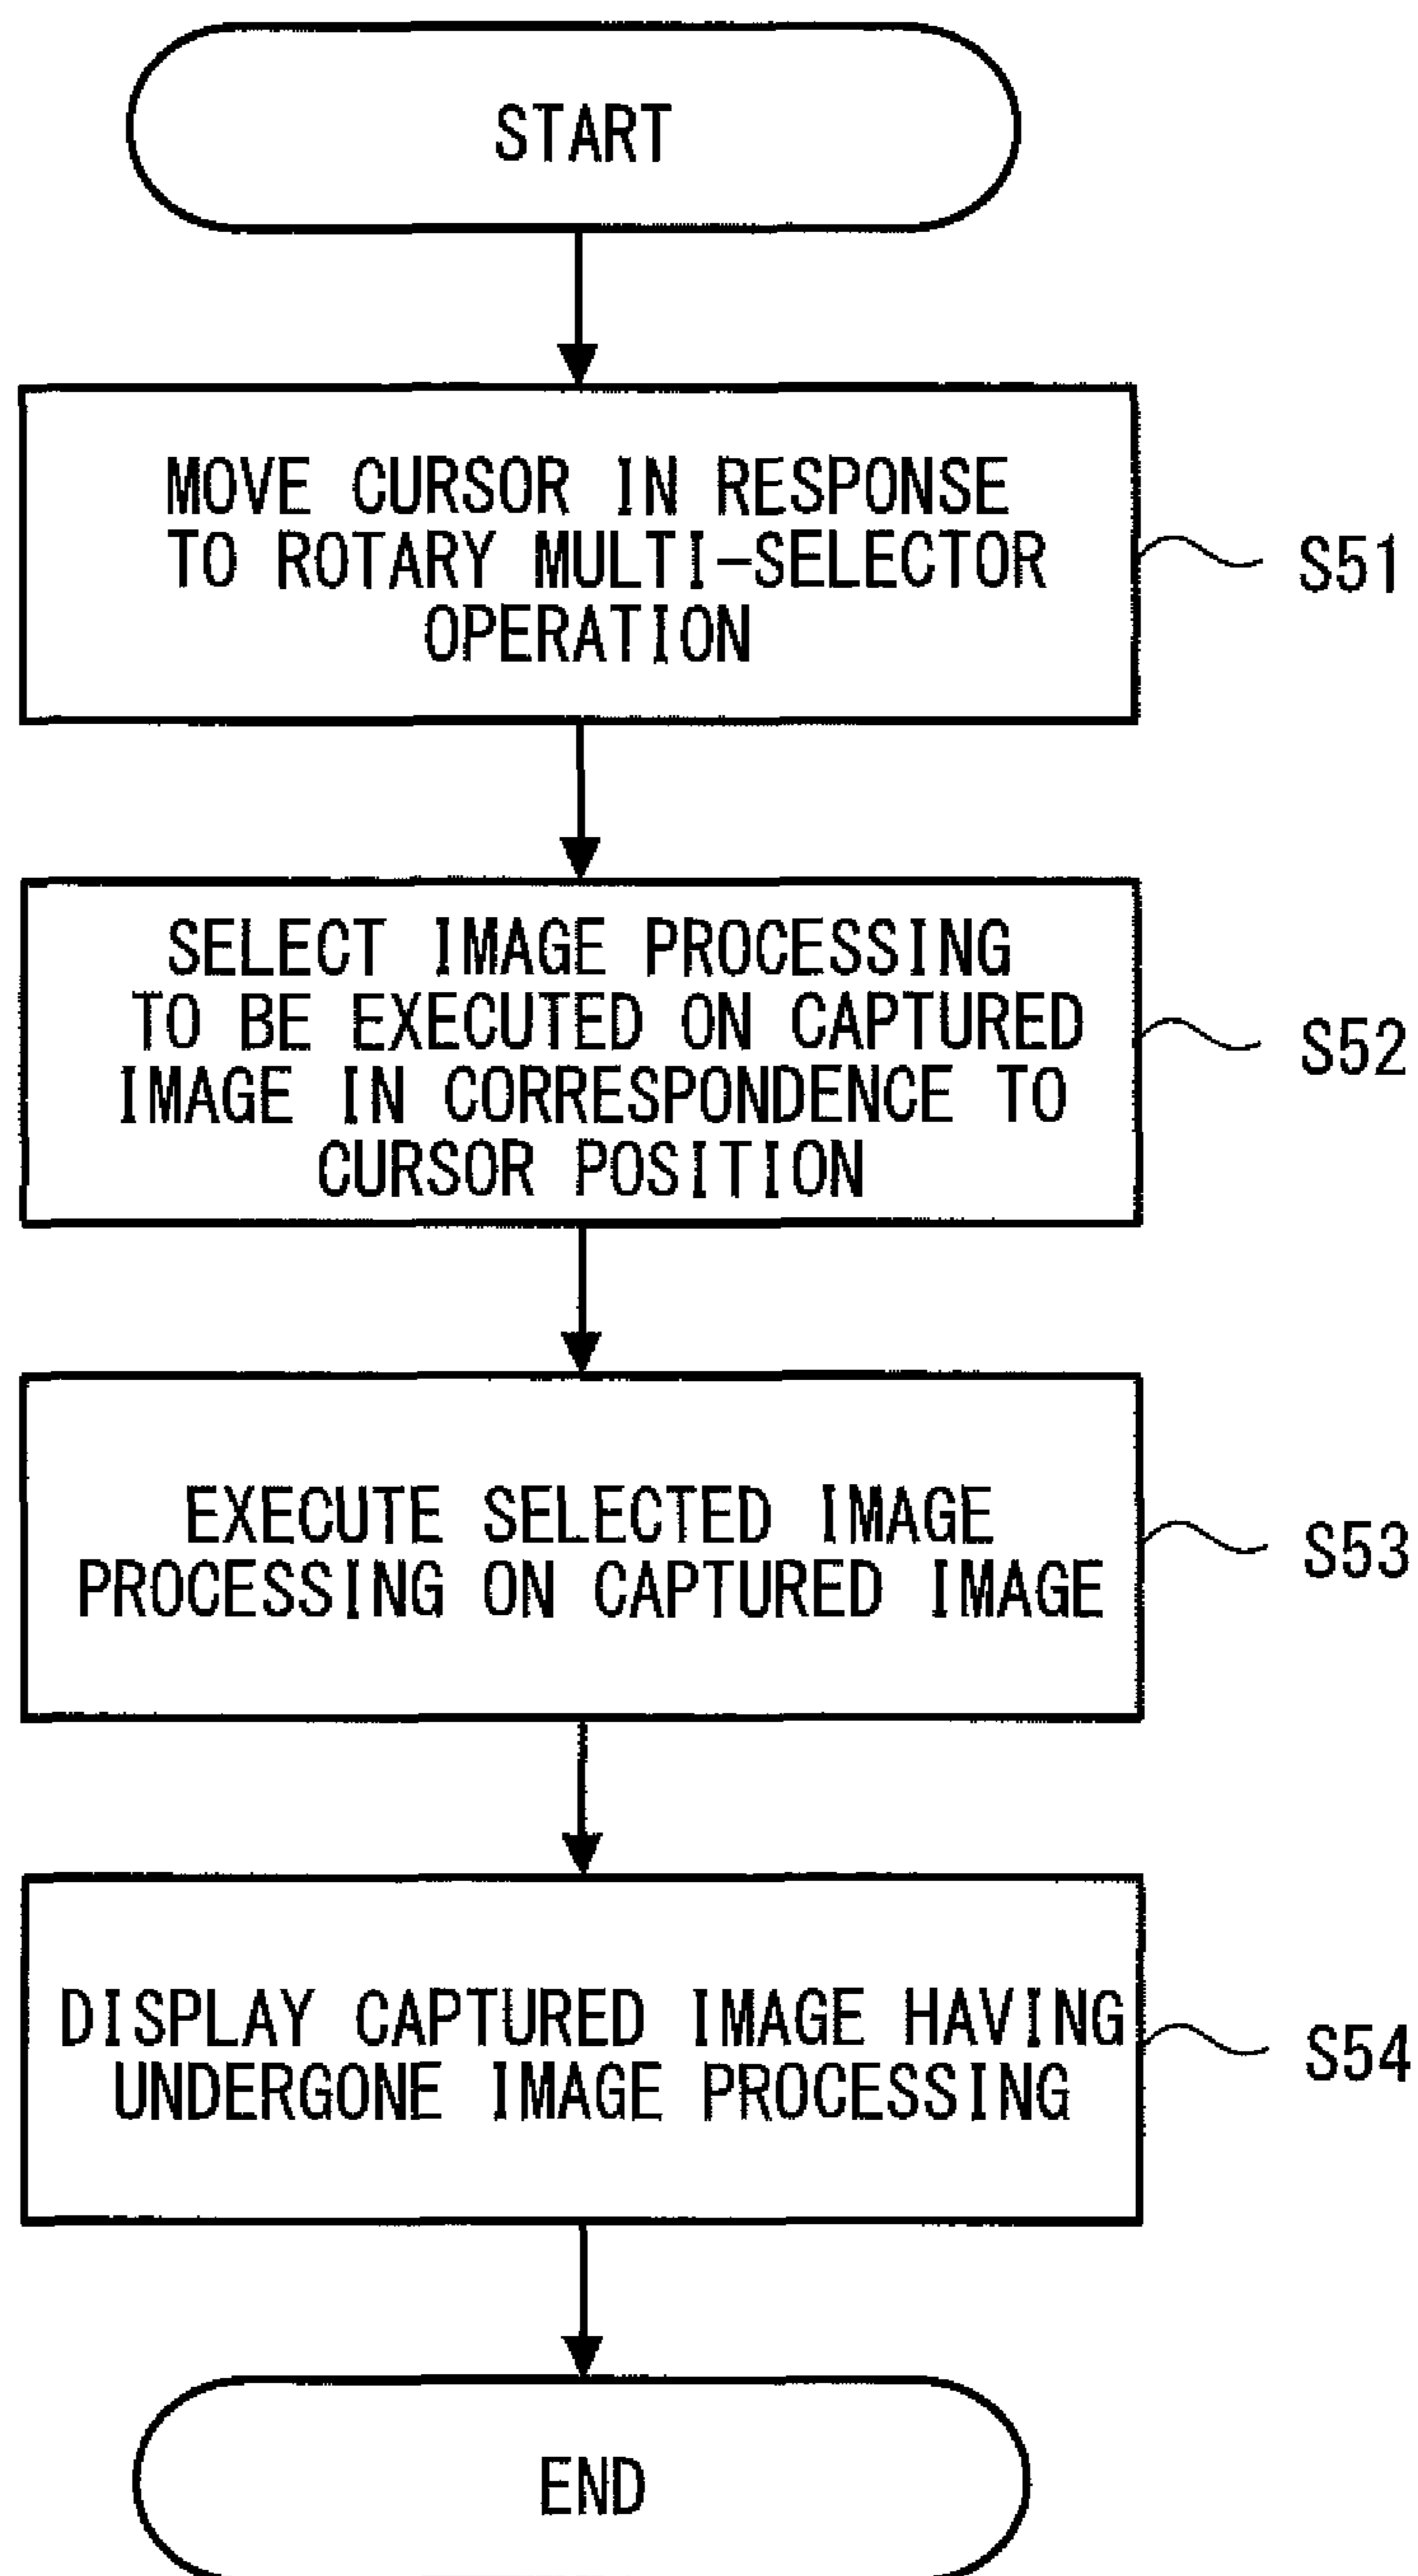 START
MOVE CURSOR IN RESPONSE
TO ROTARY MULTI-SELECTOR
OPERATION
S51
SELECT IMAGE PROCESSING
TO BE EXECUTED ON CAPTURED
IMAGE IN CORRESPONDENCE TO
CURSOR POSITION
S52
EXECUTE SELECTED IMAGE
PROCESSING ON CAPTURED IMAGE
S53
DISPLAY CAPTURED IMAGE HAVING
UNDERGONE IMAGE PROCESSING
S54
END